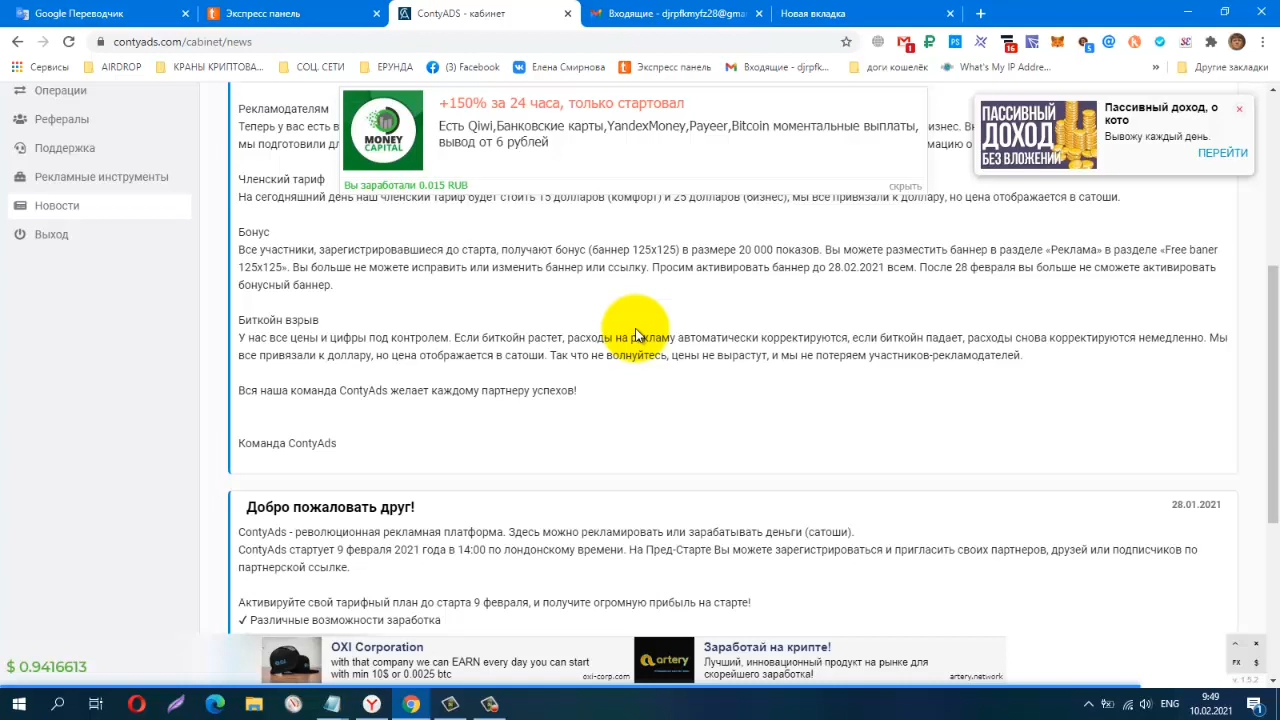 Google Переводчик
Экспресс панель
ContyADS - кабинет
Входящие - djrpfkmyfz28@gma
Новая вкладка
contyads.com/cabinet/news
Сервисы
AIRDROP
КРАНЫ КРИПТОВА...
СОЦ. СЕТИ
ЕРУНДА
(3) Facebook
Елена Смирнова
Экспресс панель
Входящие - djrpfk...
доги кошелёк
What's My IP Addre...
Другие закладки
Операции
Рефералы
Поддержка
Рекламные инструменты
Новости
Выход
Рекламодателям
Теперь у вас есть в
мы подготовили дл
+150% за 24 часа, только стартовал
Есть Qiwi,Банковские карты,YandexMoney,Payeer,Bitcoin моментальные выплаты,
вывод от 6 рублей
MONEY
CAPITAL
Вы заработали 0.015 RUB
скрыть
ПАССИВНЫЙ
ДОХОД
БЕЗ ВЛОЖЕНИЙ
Пассивный доход, о
кото
Вывожу каждый день.
ПЕРЕЙТИ
Членский тариф
На сегодняшний день наш членский тариф будет стоить 15 долларов (комфорт) и 25 долларов (бизнес), мы все привязали к доллару, но цена отображается в сатоши.
Бонус
Все участники, зарегистрировавшиеся до старта, получают бонус (баннер 125x125) в размере 20 000 показов. Вы можете разместить баннер в разделе «Реклама» в разделе «Free baner
125x125». Вы больше не можете исправить или изменить баннер или ссылку. Просим активировать баннер до 28.02.2021 всем. После 28 февраля вы больше не сможете активировать
бонусный баннер.
Биткойн взрыв
У нас все цены и цифры под контролем. Если биткойн растет, расходы на рекламу автоматически корректируются, если биткойн падает, расходы снова корректируются немедленно. Мы
все привязали к доллару, но цена отображается в сатоши. Так что не волнуйтесь, цены не вырастут, и мы не потеряем участников-рекламодателей.
Вся наша команда ContyAds желает каждому партнеру успехов!
Команда ContyAds
Добро пожаловать друг!
28.01.2021
ContyAds - революционная рекламная платформа. Здесь можно рекламировать или зарабатывать деньги (сатоши).
ContyAds стартует 9 февраля 2021 года в 14:00 по лондонскому времени. На Пред-Старте Вы можете зарегистрироваться и пригласить своих партнеров, друзей или подписчиков по
партнерской ссылке.
Активируйте свой тарифный план до старта 9 февраля, и получите огромную прибыль на старте!
✓ Различные возможности заработка
$ 0.9416613
OXI Corporation
with that company we can EARN every day you can start
with min 10$ or 0.0025 btc
oxi-corp.com
artery
Заработай на крипте!
Лучший, инновационный продукт на рынке для
скорейшего заработка!
artery.network
PX $
v. 1.5.2
ENG
9:49
10.02.2021